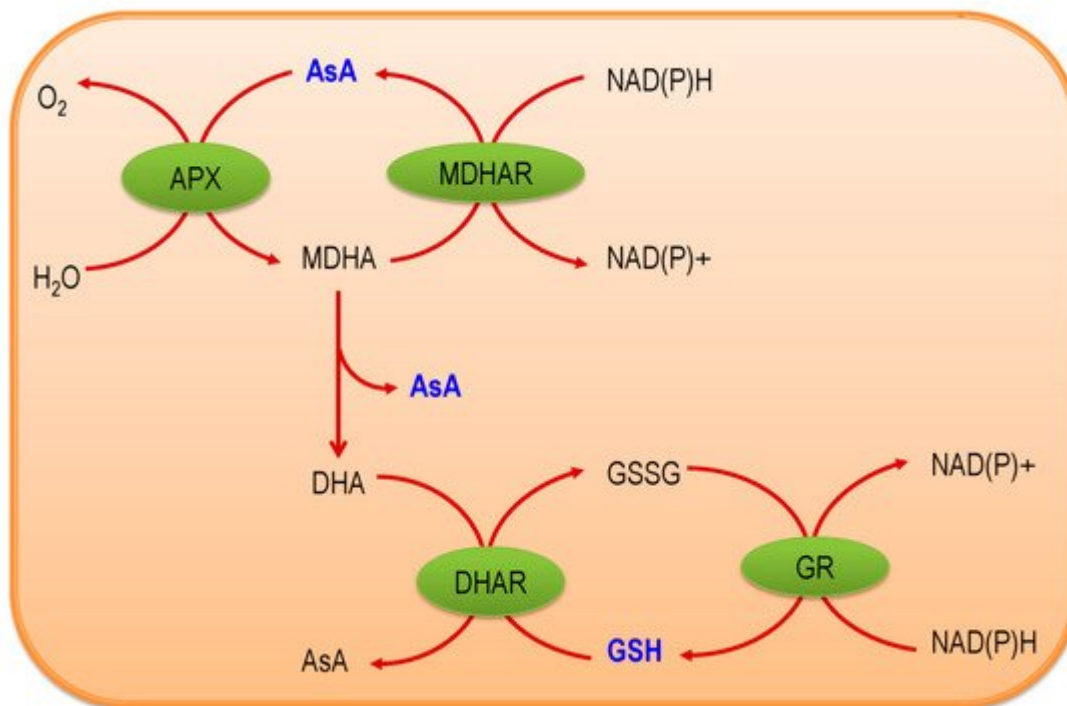 AsA
NAD(P)H
O₂
APX
MDHAR
H₂O
MDHA
NAD(P)+
AsA
DHA
GSSG
NAD(P)+
DHAR
GR
AsA
GSH
NAD(P)H